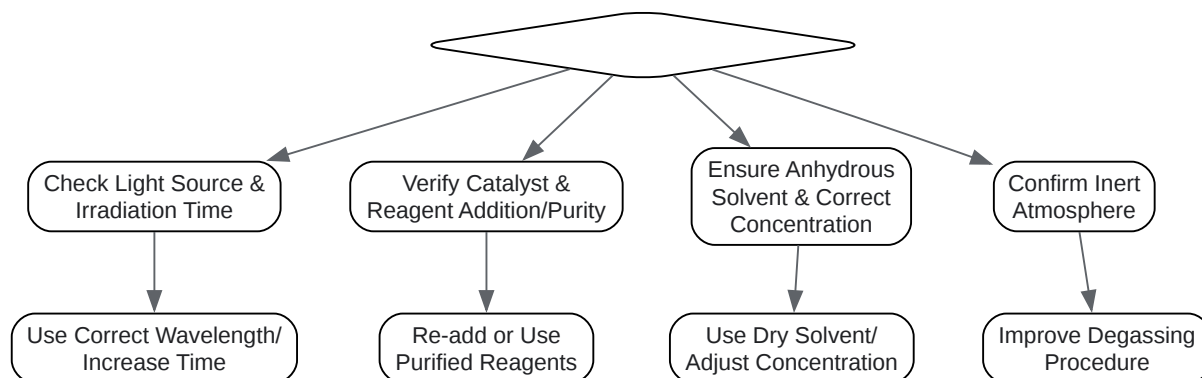 Check Light Source &
Irradiation Time
Verify Catalyst &
Reagent Addition/Purity
Ensure Anhydrous
Solvent & Correct
Concentration
Confirm Inert
Atmosphere
Use Correct Wavelength/
Increase Time
Re-add or Use
Purified Reagents
Use Dry Solvent/
Adjust Concentration
Improve Degassing
Procedure